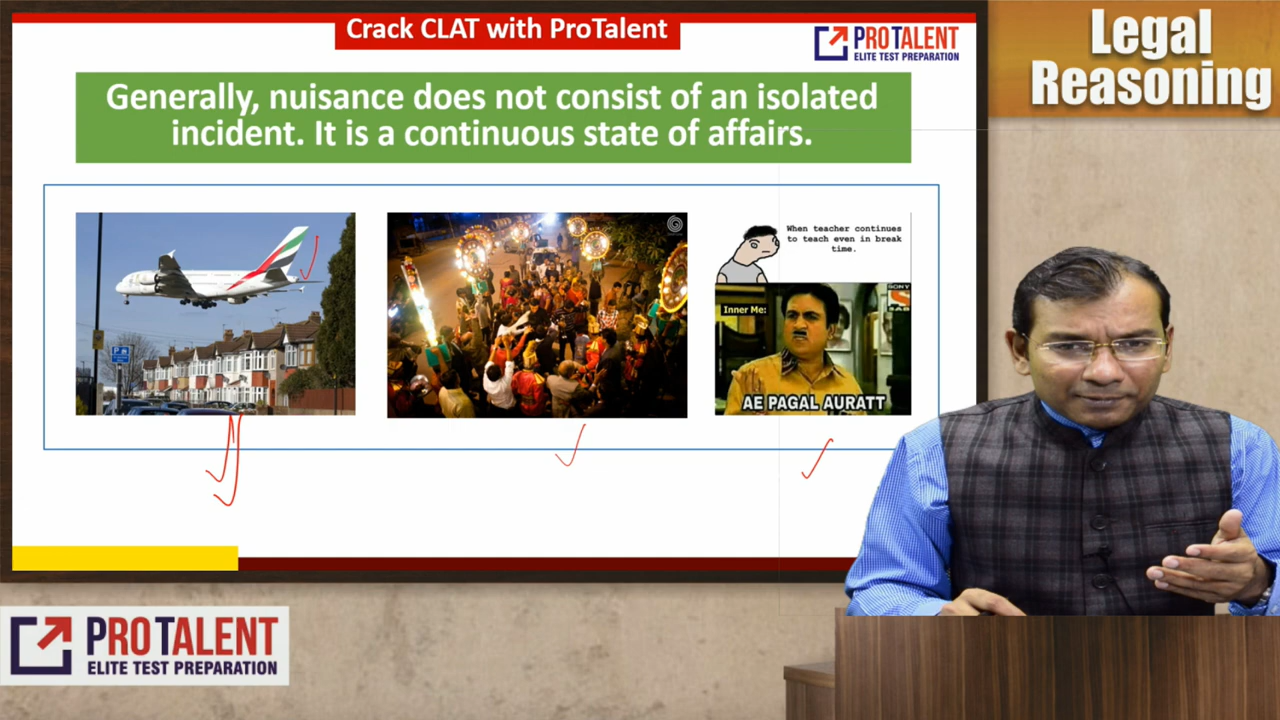 Crack CLAT with ProTalent
PROTALENT
ELITE TEST PREPARATION
Legal
Reasoning
Generally, nuisance does not consist of an isolated
incident. It is a continuous state of affairs.
When teacher continues
to teach even in break
time.
SONY
SAB
Inner Me:
P
AE PAGAL AURATT
PROTALENT
ELITE TEST PREPARATION